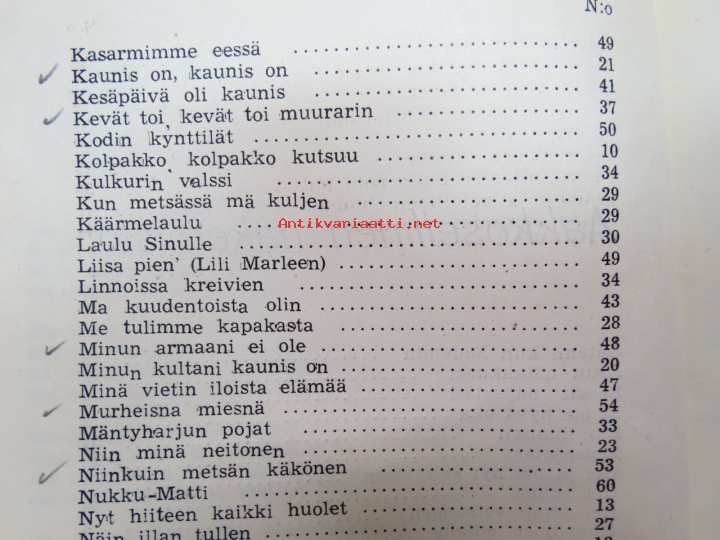 N:o
Kasarmimme eessä 49
Kaunis on, kaunis on 21
Kesäpäivä oli kaunis 41
Kevät toi, kevät toi muurarin 37
Kodin kynttilät 50
Kolpakko kolpakko kutsuu 10
Kulkurin valssi 34
Kun metsässä mä kuljen 29
Käärmelaulu 29
Antikvariaatti.net
Laulu Sinulle 30
Liisa pien' (Lili Marleen) 49
Linnoissa kreivien 34
Ma kuudentoista olin 43
Me tulimme kapakasta 28
Minun armaani ei ole 48
Minun kultani kaunis on 20
Minä vietin iloista elämää 47
Murheisna miesnä 54
Mäntyharjun pojat 33
Niin minä neitonen 23
Niinkuin metsän käkönen 53
Nukku-Matti 60
Nyt hiiteen kaikki huolet 13
Näin illan tullen 27